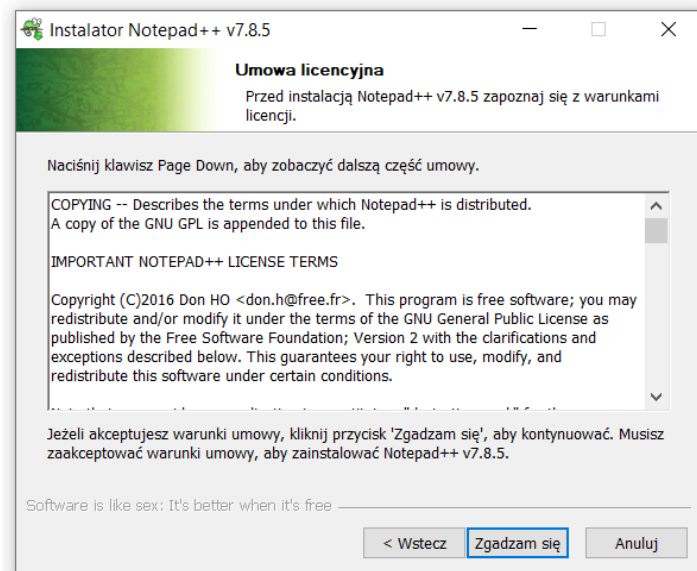 Instalator Notepad++ v7.8.5
Umowa licencyjna
Przed instalacją Notepad++ v7.8.5 zapoznaj się z warunkami
licencji.
Naciśnij klawisz Page Down, aby zobaczyć dalszą część umowy.
COPYING -- Describes the terms under which Notepad++ is distributed.
A copy of the GNU GPL is appended to this file.
IMPORTANT NOTEPAD++ LICENSE TERMS
Copyright (C)2016 Don HO <don.h@free.fr>.  This program is free software; you may
redistribute and/or modify it under the terms of the GNU General Public License as
published by the Free Software Foundation; Version 2 with the clarifications and
exceptions described below. This guarantees your right to use, modify, and
redistribute this software under certain conditions.
Jeżeli akceptujesz warunki umowy, kliknij przycisk 'Zgadzam się', aby kontynuować. Musisz
zaakceptować warunki umowy, aby zainstalować Notepad++ v7.8.5.
Software is like sex: It's better when it's free
< Wstecz Zgadzam się Anuluj